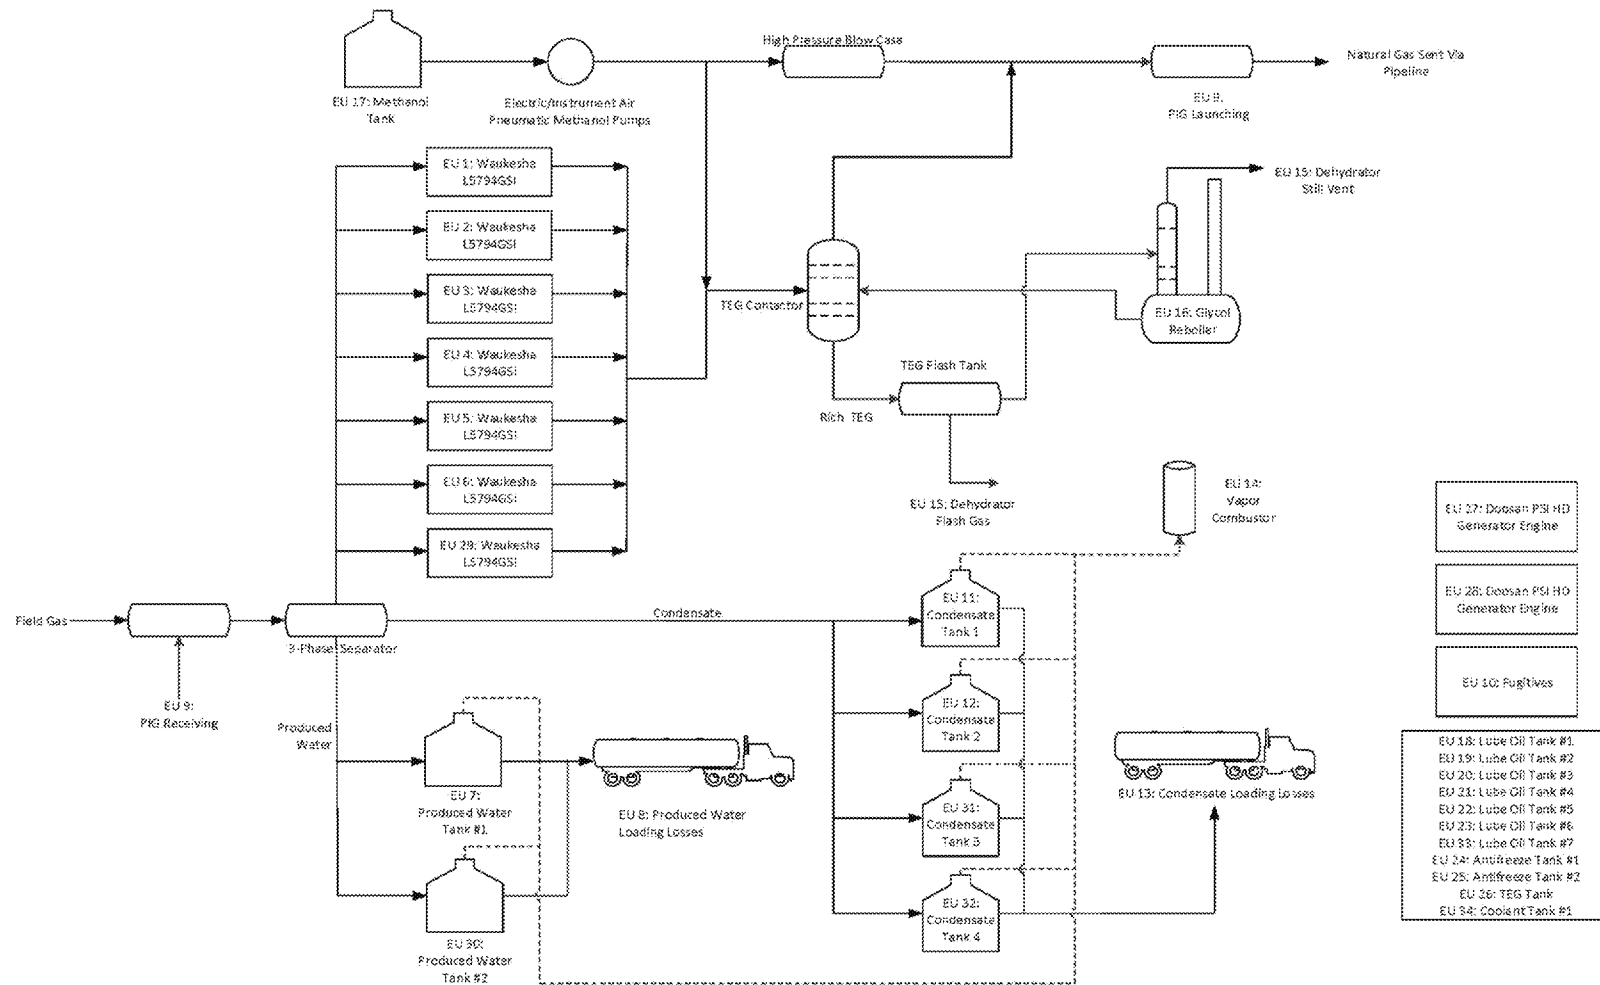 High Pressure Blow Case
Natural Gas Sent Via
Pipeline
EU 17: Methanol
Tank
Electric/Instrument Air
Pneumatic Methanol Pumps
EU 9:
PIG Launching
EU 1: Waukesha
L5794GSI
EU 15: Dehydrator
Still Vent
EU 2: Waukesha
L5794GSI
EU 3: Waukesha
L5794GSI
TEG Contactor
EU 16: Glycol
Reboiler
EU 4: Waukesha
L5794GSI
TEG Flash Tank
EU 5: Waukesha
L5794GSI
Rich TEG
EU 6: Waukesha
L5794GSI
EU 15: Dehydrator
Flash Gas
EU 14:
Vapor
Combustor
EU 27: Doosan PSI HD
Generator Engine
EU 29: Waukesha
L5794GSI
EU 28: Doosan PSI HD
Generator Engine
Field Gas
3-Phase Separator
Condensate
EU 11:
Condensate
Tank 1
EU 9:
PIG Receiving
Produced
Water
EU 12:
Condensate
Tank 2
EU 10: Fugitives
EU 7:
Produced Water
Tank #1
EU 8: Produced Water
Loading Losses
EU 31:
Condensate
Tank 3
EU 13: Condensate Loading Losses
EU 18: Lube Oil Tank #1
EU 19: Lube Oil Tank #2
EU 20: Lube Oil Tank #3
EU 21: Lube Oil Tank #4
EU 22: Lube Oil Tank #5
EU 23: Lube Oil Tank #6
EU 33: Lube Oil Tank #7
EU 24: Antifreeze Tank #1
EU 25: Antifreeze Tank #2
EU 26: TEG Tank
EU 34: Coolant Tank #1
EU 32:
Condensate
Tank 4
EU 30:
Produced Water
Tank #2